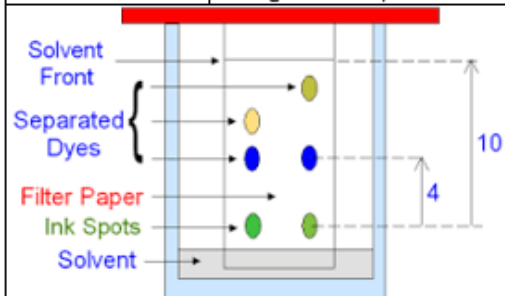 Solvent
Front
Separated
Dyes
Filter Paper
Ink Spots
Solvent
10
4